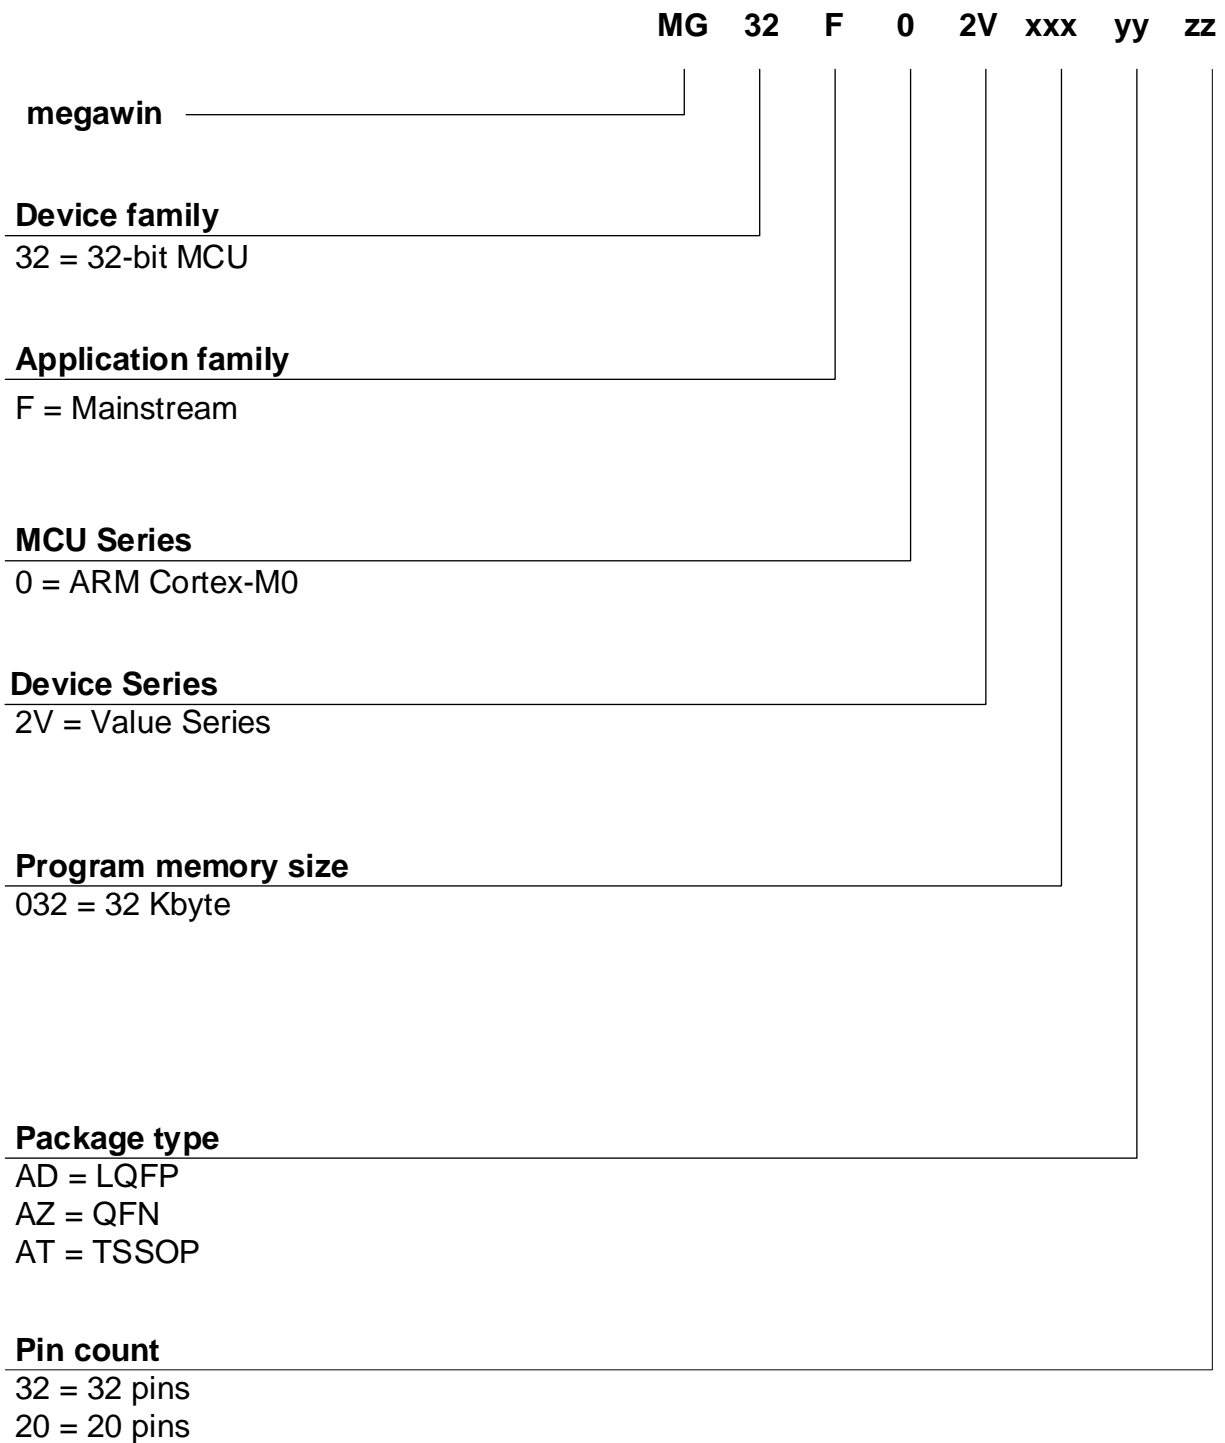 MG 32 F 0 2V xxx yy zz
megawin
Device family
32 = 32-bit MCU
Application family
F = Mainstream
MCU Series
0 = ARM Cortex-M0
Device Series
2V = Value Series
Program memory size
032 = 32 Kbyte
Package type
AD = LQFP
AZ = QFN
AT = TSSOP
Pin count
32 = 32 pins
20 = 20 pins